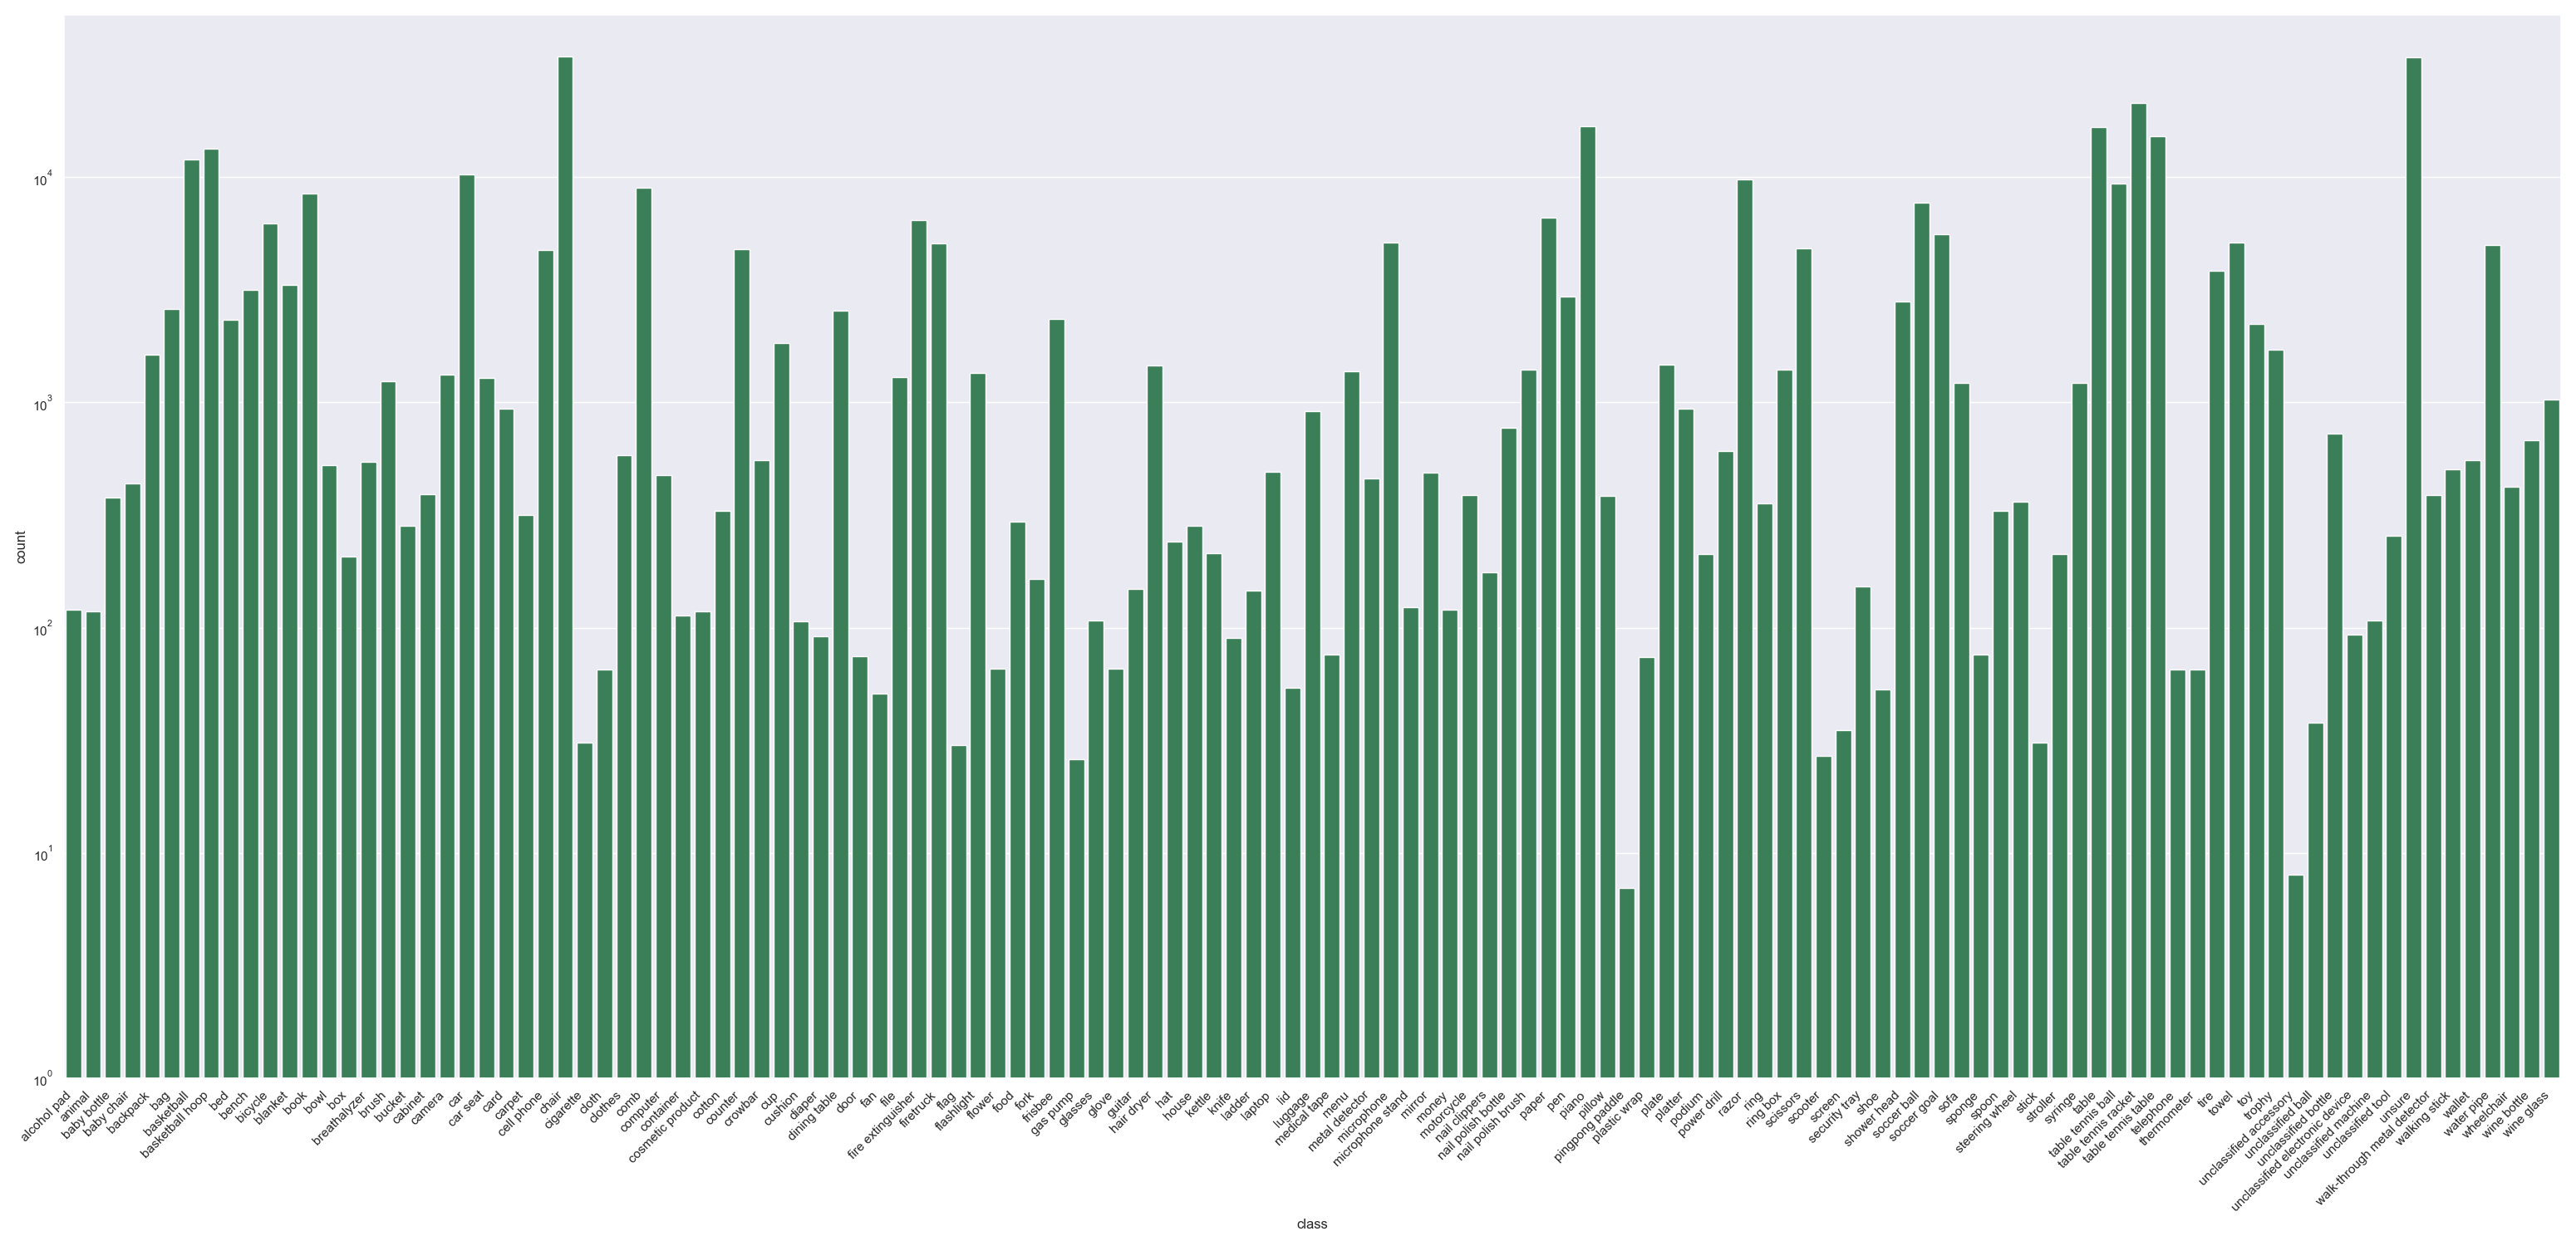 count
10^4
10^3
10^2
10^1
10^0
alcohol pad
animal
baby bottle
baby chair
backpack
bag
basketball
basketball hoop
bed
bench
bicycle
blanket
book
bowl
box
breathalyzer
brush
bucket
cabinet
camera
car
car seat
card
carpet
cell phone
chair
cigarette
cloth
clothes
comb
computer
container
cosmetic product
cotton
counter
crowbar
cup
cushion
diaper
dining table
door
fan
file
fire extinguisher
firetruck
flag
flashlight
flower
food
fork
frisbee
gas pump
glasses
glove
guitar
hair dryer
hat
house
kettle
knife
ladder
laptop
lid
luggage
medical tape
menu
metal detector
microphone
microphone stand
mirror
money
motorcycle
nail clippers
nail polish bottle
nail polish brush
paper
pen
piano
pillow
pingpong paddle
plastic wrap
plate
platter
podium
power drill
razor
ring
ring box
scissors
scooter
screen
security tray
shoe
shower head
soccer ball
soccer goal
sofa
sponge
spoon
steering wheel
stick
stroller
syringe
table
table tennis ball
table tennis racket
table tennis table
telephone
thermometer
tire
towel
toy
trophy
unclassified accessory
unclassified ball
unclassified bottle
unclassified electronic device
unclassified machine
unclassified tool
unsure
walk-through metal detector
walking stick
wallet
water pipe
wheelchair
wine bottle
wine glass
class